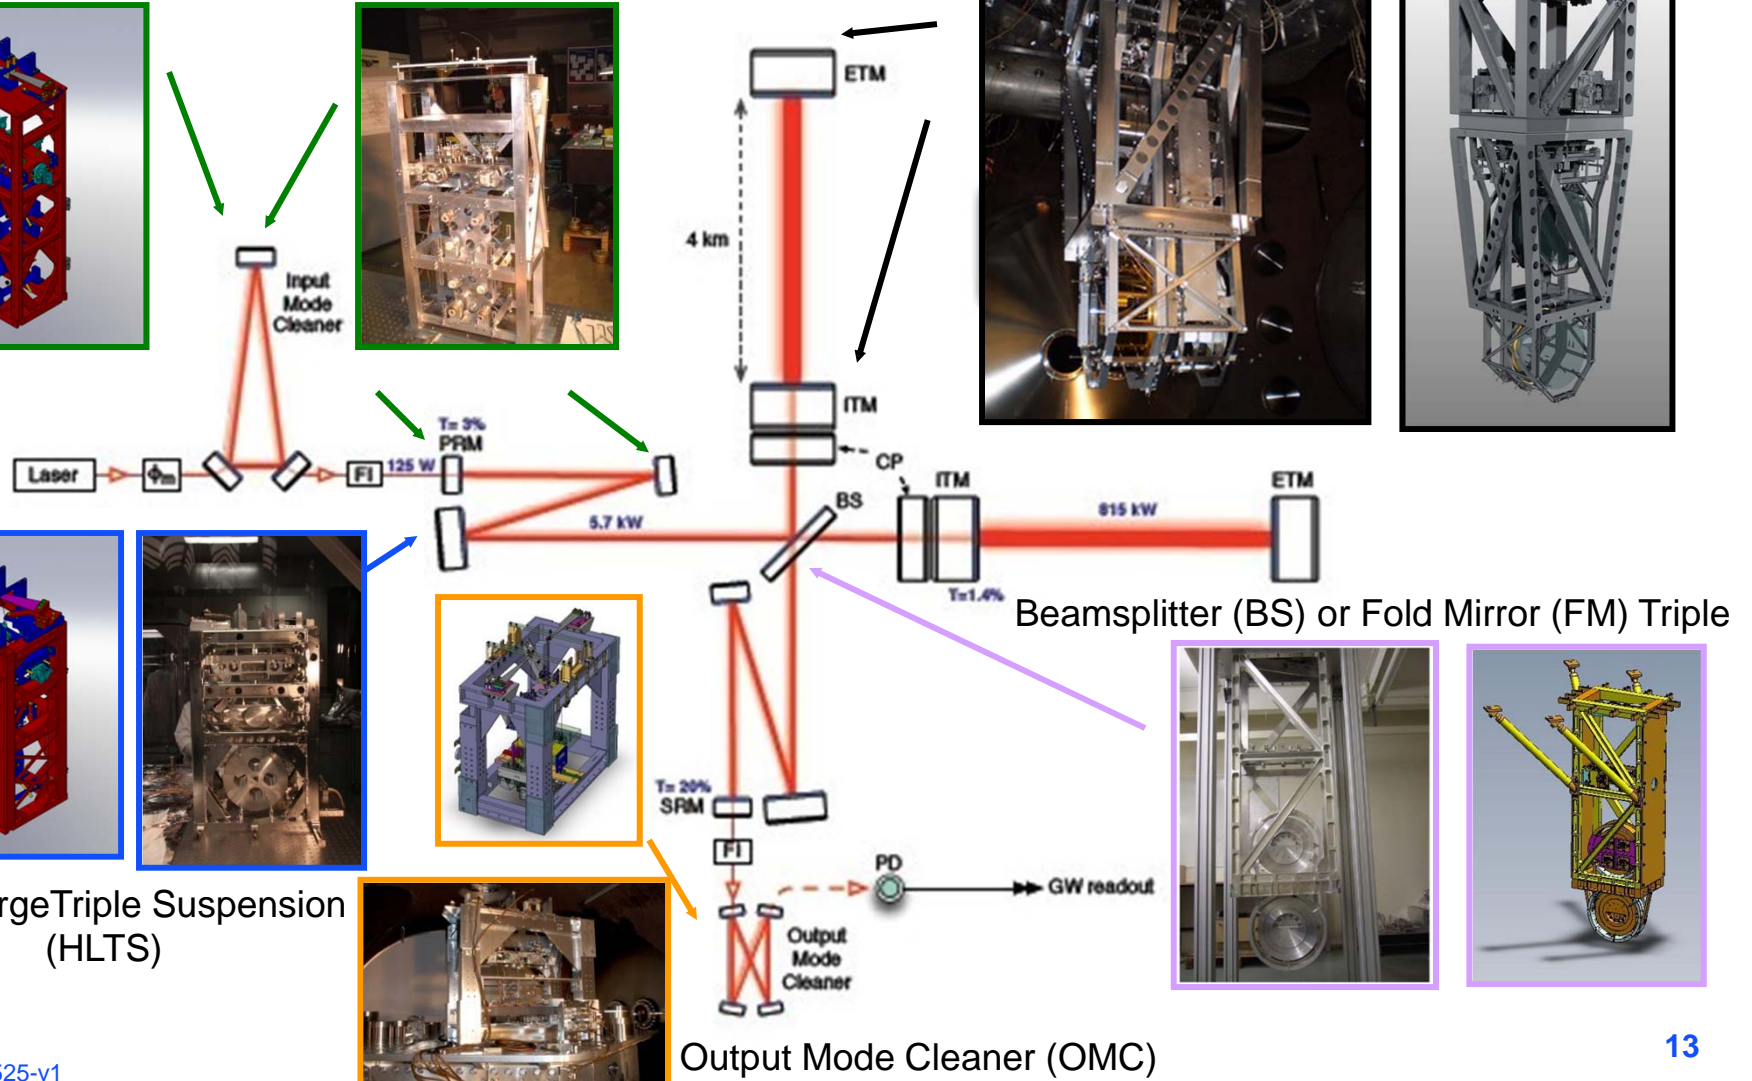 ETM
4 km
Input
Mode
Cleaner
ITM
T= 3%
PRM
Laser
Φm
FI
125 W
CP
ITM
ETM
BS
5.7 kW
815 kW
T=1.4%
Beamsplitter (BS) or Fold Mirror (FM) Triple
T= 20%
SRM
FI
PD
GW readout
rgeTriple Suspension
(HLTS)
Output
Mode
Cleaner
Output Mode Cleaner (OMC)
13
525-v1